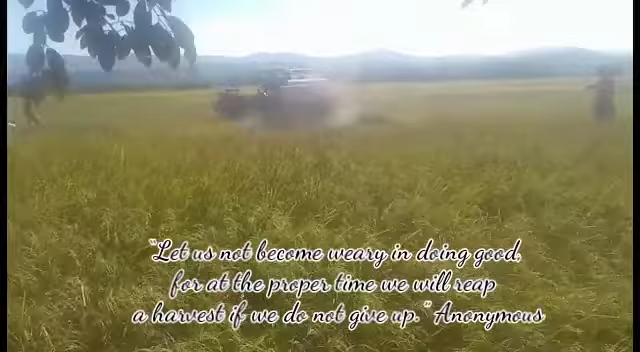 "Let us not become weary in doing good,
for at the proper time we will reap
a harvest if we do not give up." Anonymous